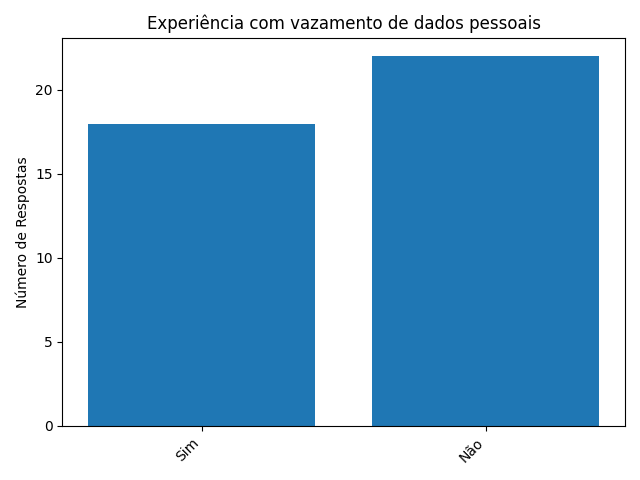 Experiência com vazamento de dados pessoais
Número de Respostas
20
15
10
5
0
Sim
Não